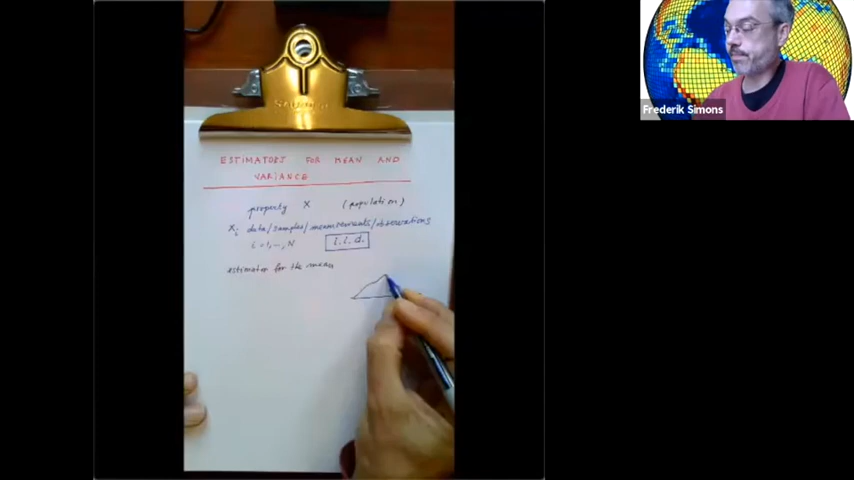 ESTIMATORS FOR MEAN AND
VARIANCE
property X (population)
Xi data/samples/measurements/observations
i=1,...,N i.i.d.
estimator for the mean
Frederik Simons